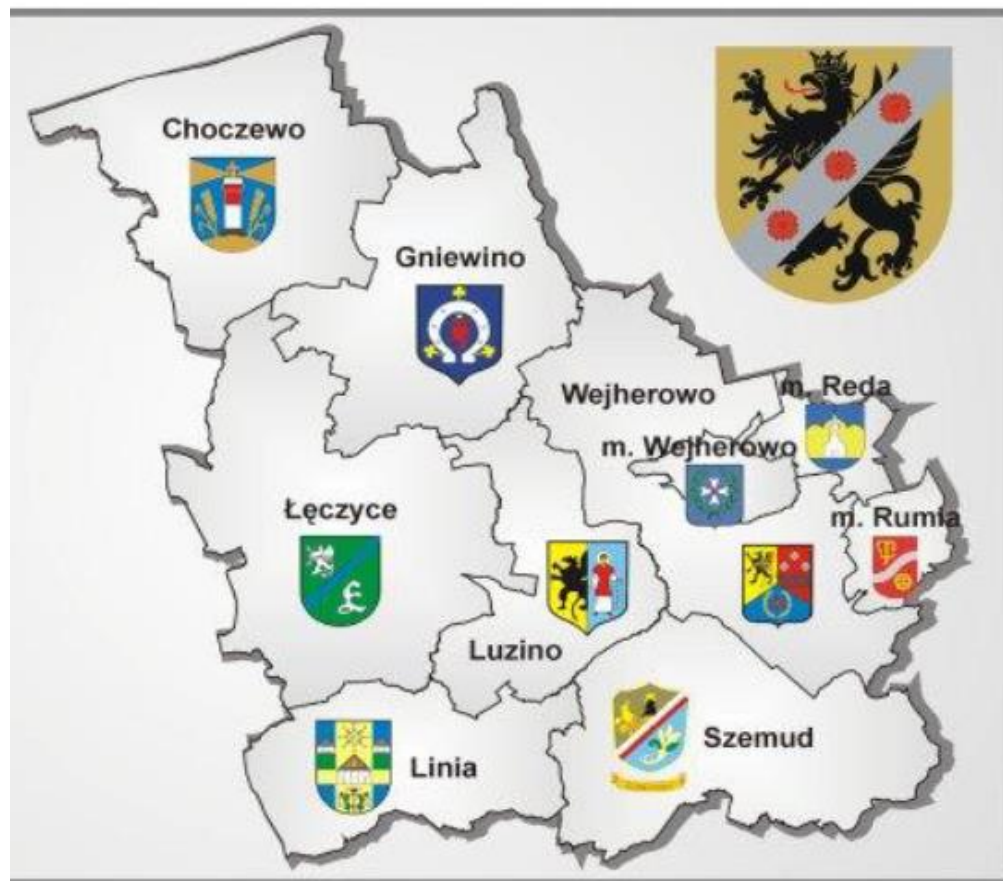 Choczewo
Gniewino
Wejherowo
m. Reda
m. Wejherowo
Łęczyce
m. Rumia
Luzino
Szemud
Linia